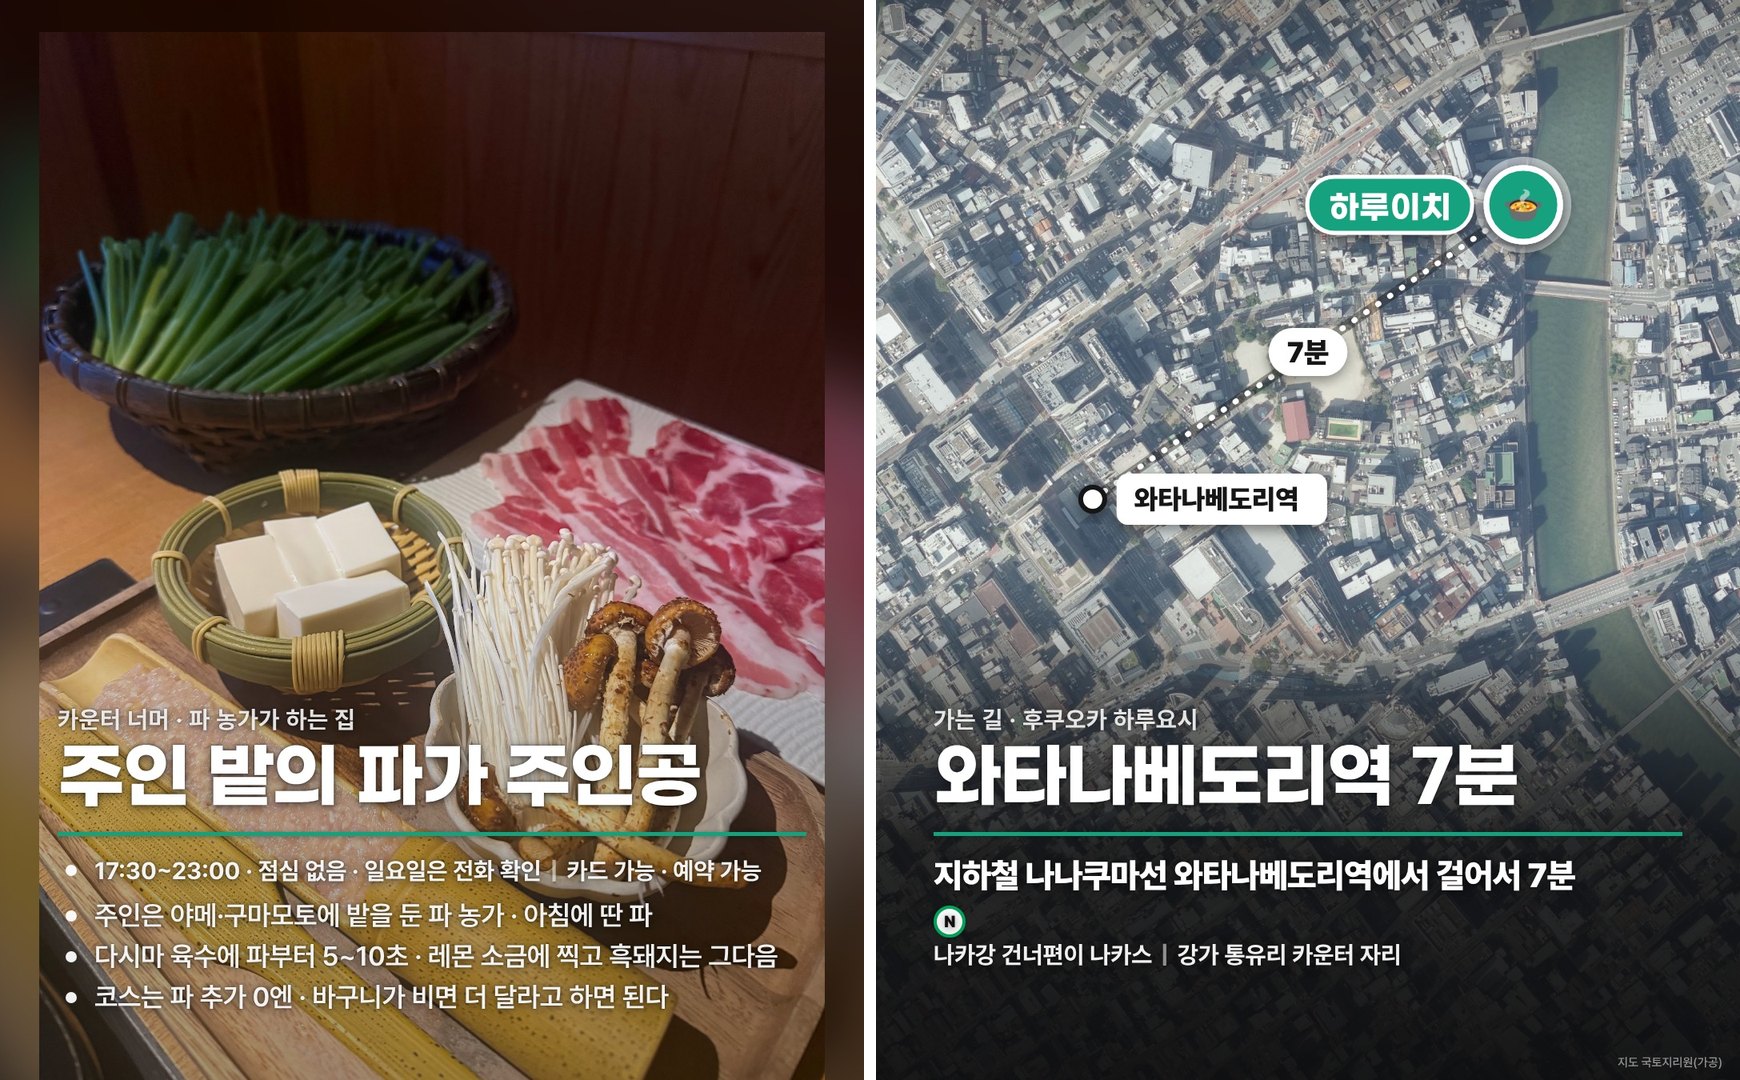 카운터 너머 · 파 농가가 하는 집
주인 밭의 파가 주인공
17:30~23:00 · 점심 없음 · 일요일은 전화 확인 | 카드 가능 · 예약 가능
주인은 야메·구마모토에 밭을 둔 파 농가 · 아침에 딴 파
다시마 육수에 파부터 5~10초 · 레몬 소금에 찍고 흑돼지는 그다음
코스는 파 추가 0엔 · 바구니가 비면 더 달라고 하면 된다
하루이치
7분
와타나베도리역
가는 길 · 후쿠오카 하루요시
와타나베도리역 7분
지하철 나나쿠마선 와타나베도리역에서 걸어서 7분
N
나카강 건너편이 나카스 | 강가 통유리 카운터 자리
지도 국토지리원(가공)